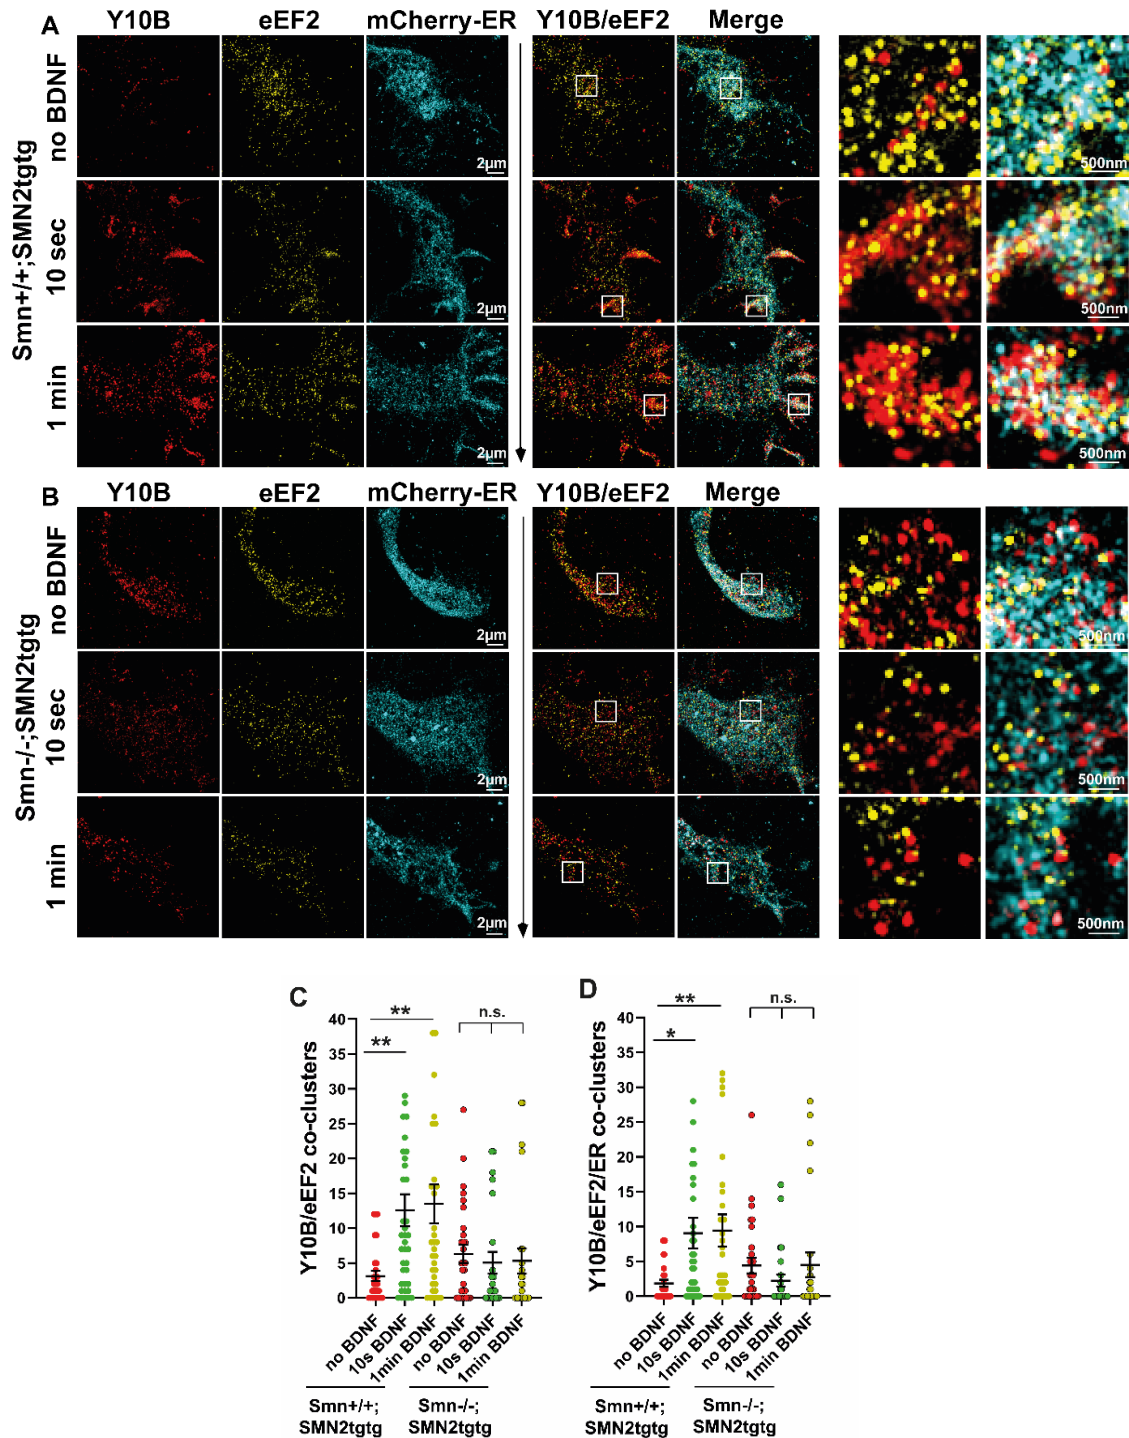 A
Y10B eEF2 mCherry-ER Y10B/eEF2 Merge
Smn+/+;SMN2tgtg
no BDNF
2µm
500nm
10 sec
2µm
500nm
1 min
2µm
500nm
B
Y10B eEF2 mCherry-ER Y10B/eEF2 Merge
Smn-/-;SMN2tgtg
no BDNF
2µm
500nm
10 sec
2µm
500nm
1 min
2µm
500nm
C
Y10B/eEF2 co-clusters
40
35
30
25
20
15
10
5
0
**
**
n.s.
no BDNF
10s BDNF
1min BDNF
no BDNF
10s BDNF
1min BDNF
Smn+/+;
SMN2tgtg
Smn-/-;
SMN2tgtg
D
Y10B/eEF2/ER co-clusters
40
35
30
25
20
15
10
5
0
**
*
n.s.
no BDNF
10s BDNF
1min BDNF
no BDNF
10s BDNF
1min BDNF
Smn+/+;
SMN2tgtg
Smn-/-;
SMN2tgtg